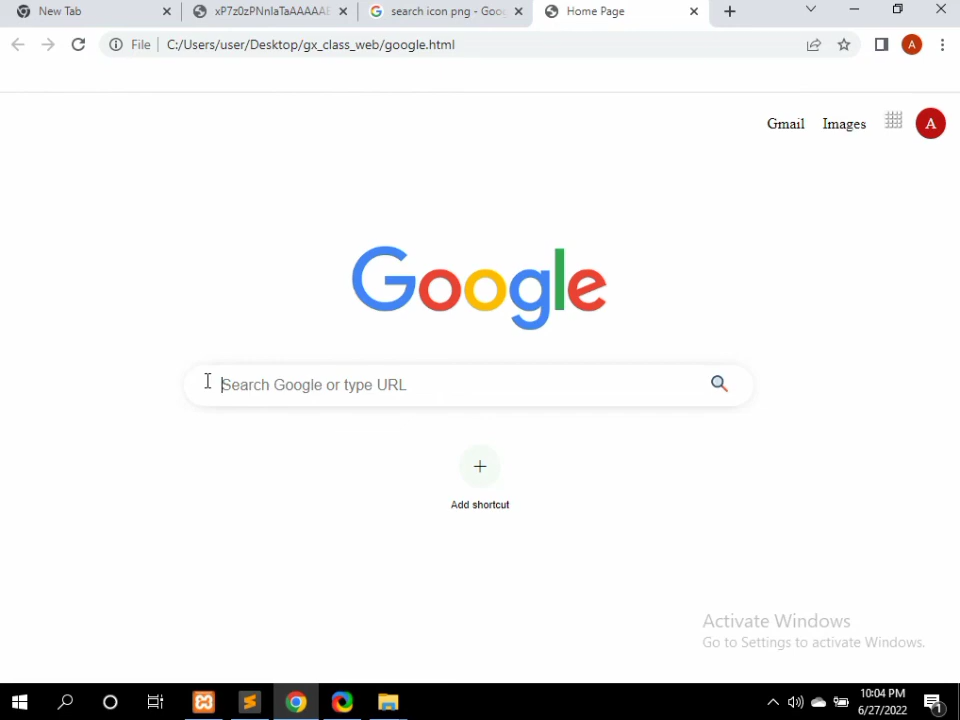 New Tab
xP7z0zPNnlaTaAAAAAE
search icon png - Goo
Home Page
File
C:/Users/user/Desktop/gx_class_web/google.html
A
Gmail
Images
A
Google
Search Google or type URL
+
Add shortcut
Activate Windows
Go to Settings to activate Windows.
10:04 PM
6/27/2022
1